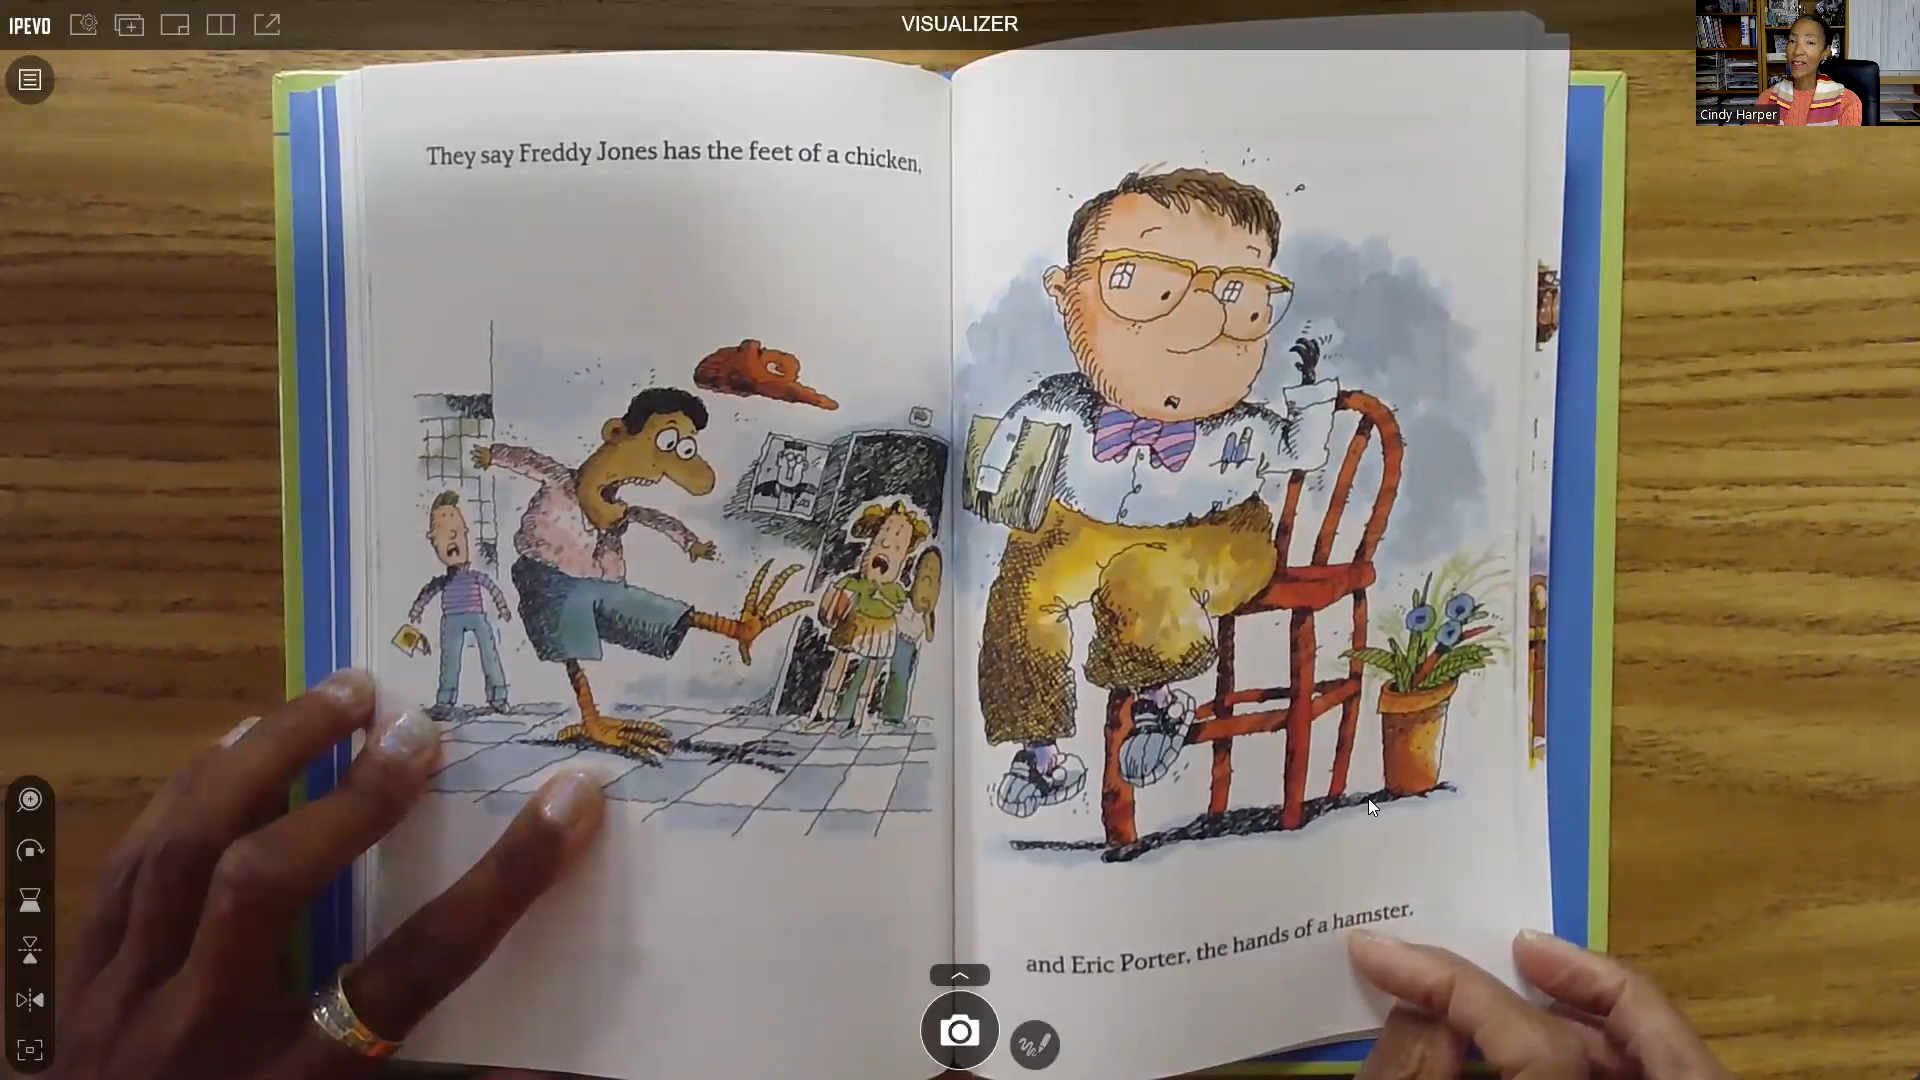 IPEVO
VISUALIZER
Cindy Harper
They say Freddy Jones has the feet of a chicken,
and Eric Porter, the hands of a hamster.